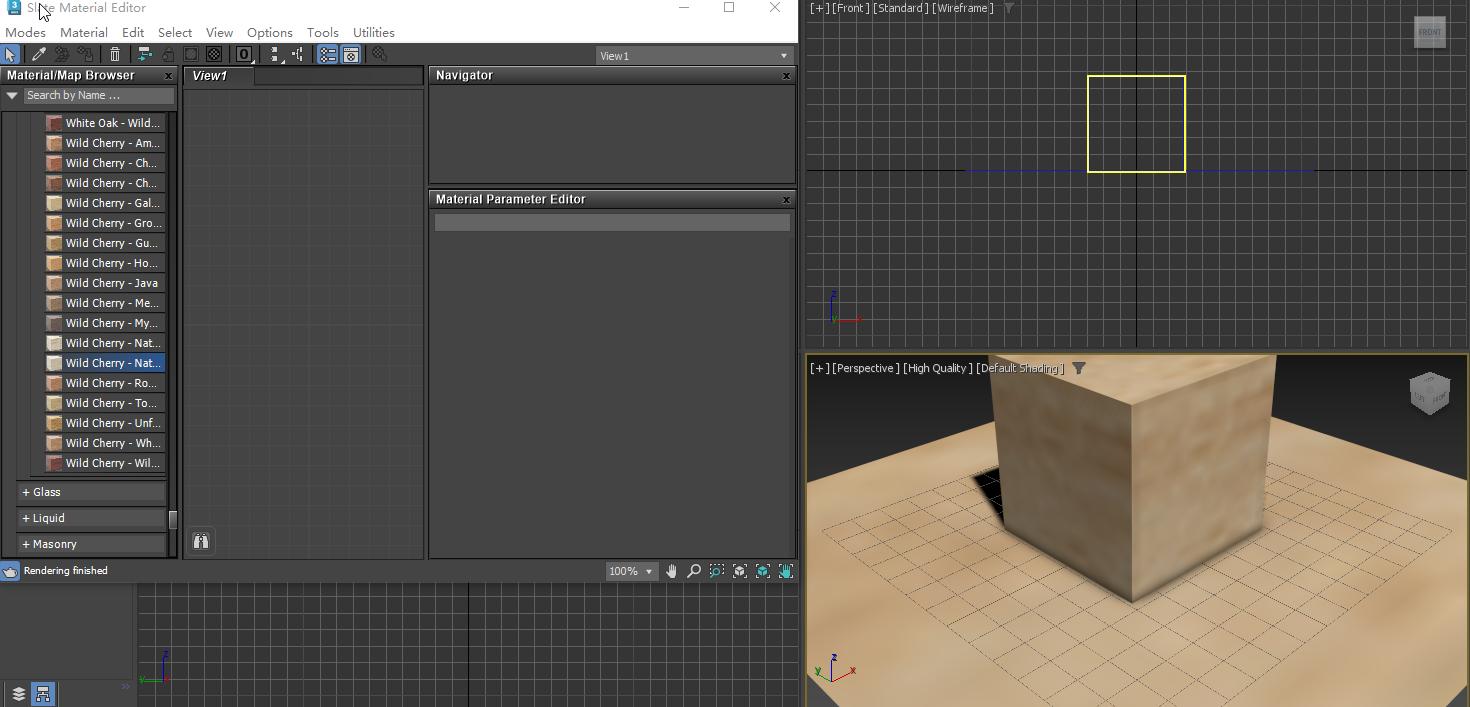 Slate Material Editor
Modes Material Edit Select View Options Tools Utilities
0
View1
Material/Map Browser x
Search by Name ...
White Oak - Wild...
Wild Cherry - Am...
Wild Cherry - Ch...
Wild Cherry - Ch...
Wild Cherry - Gal...
Wild Cherry - Gro...
Wild Cherry - Gu...
Wild Cherry - Ho...
Wild Cherry - Java
Wild Cherry - Me...
Wild Cherry - My...
Wild Cherry - Nat...
Wild Cherry - Nat...
Wild Cherry - Ro...
Wild Cherry - To...
Wild Cherry - Unf...
Wild Cherry - Wh...
Wild Cherry - Wil...
+ Glass
+ Liquid
+ Masonry
View1
Navigator x
Material Parameter Editor x
Rendering finished
100%
z
y
[+] [Front ] [Standard ] [Wireframe ]
FRONT
z
y x
[+] [Perspective ] [High Quality ] [Default Shading ]
FRONT
z
y x